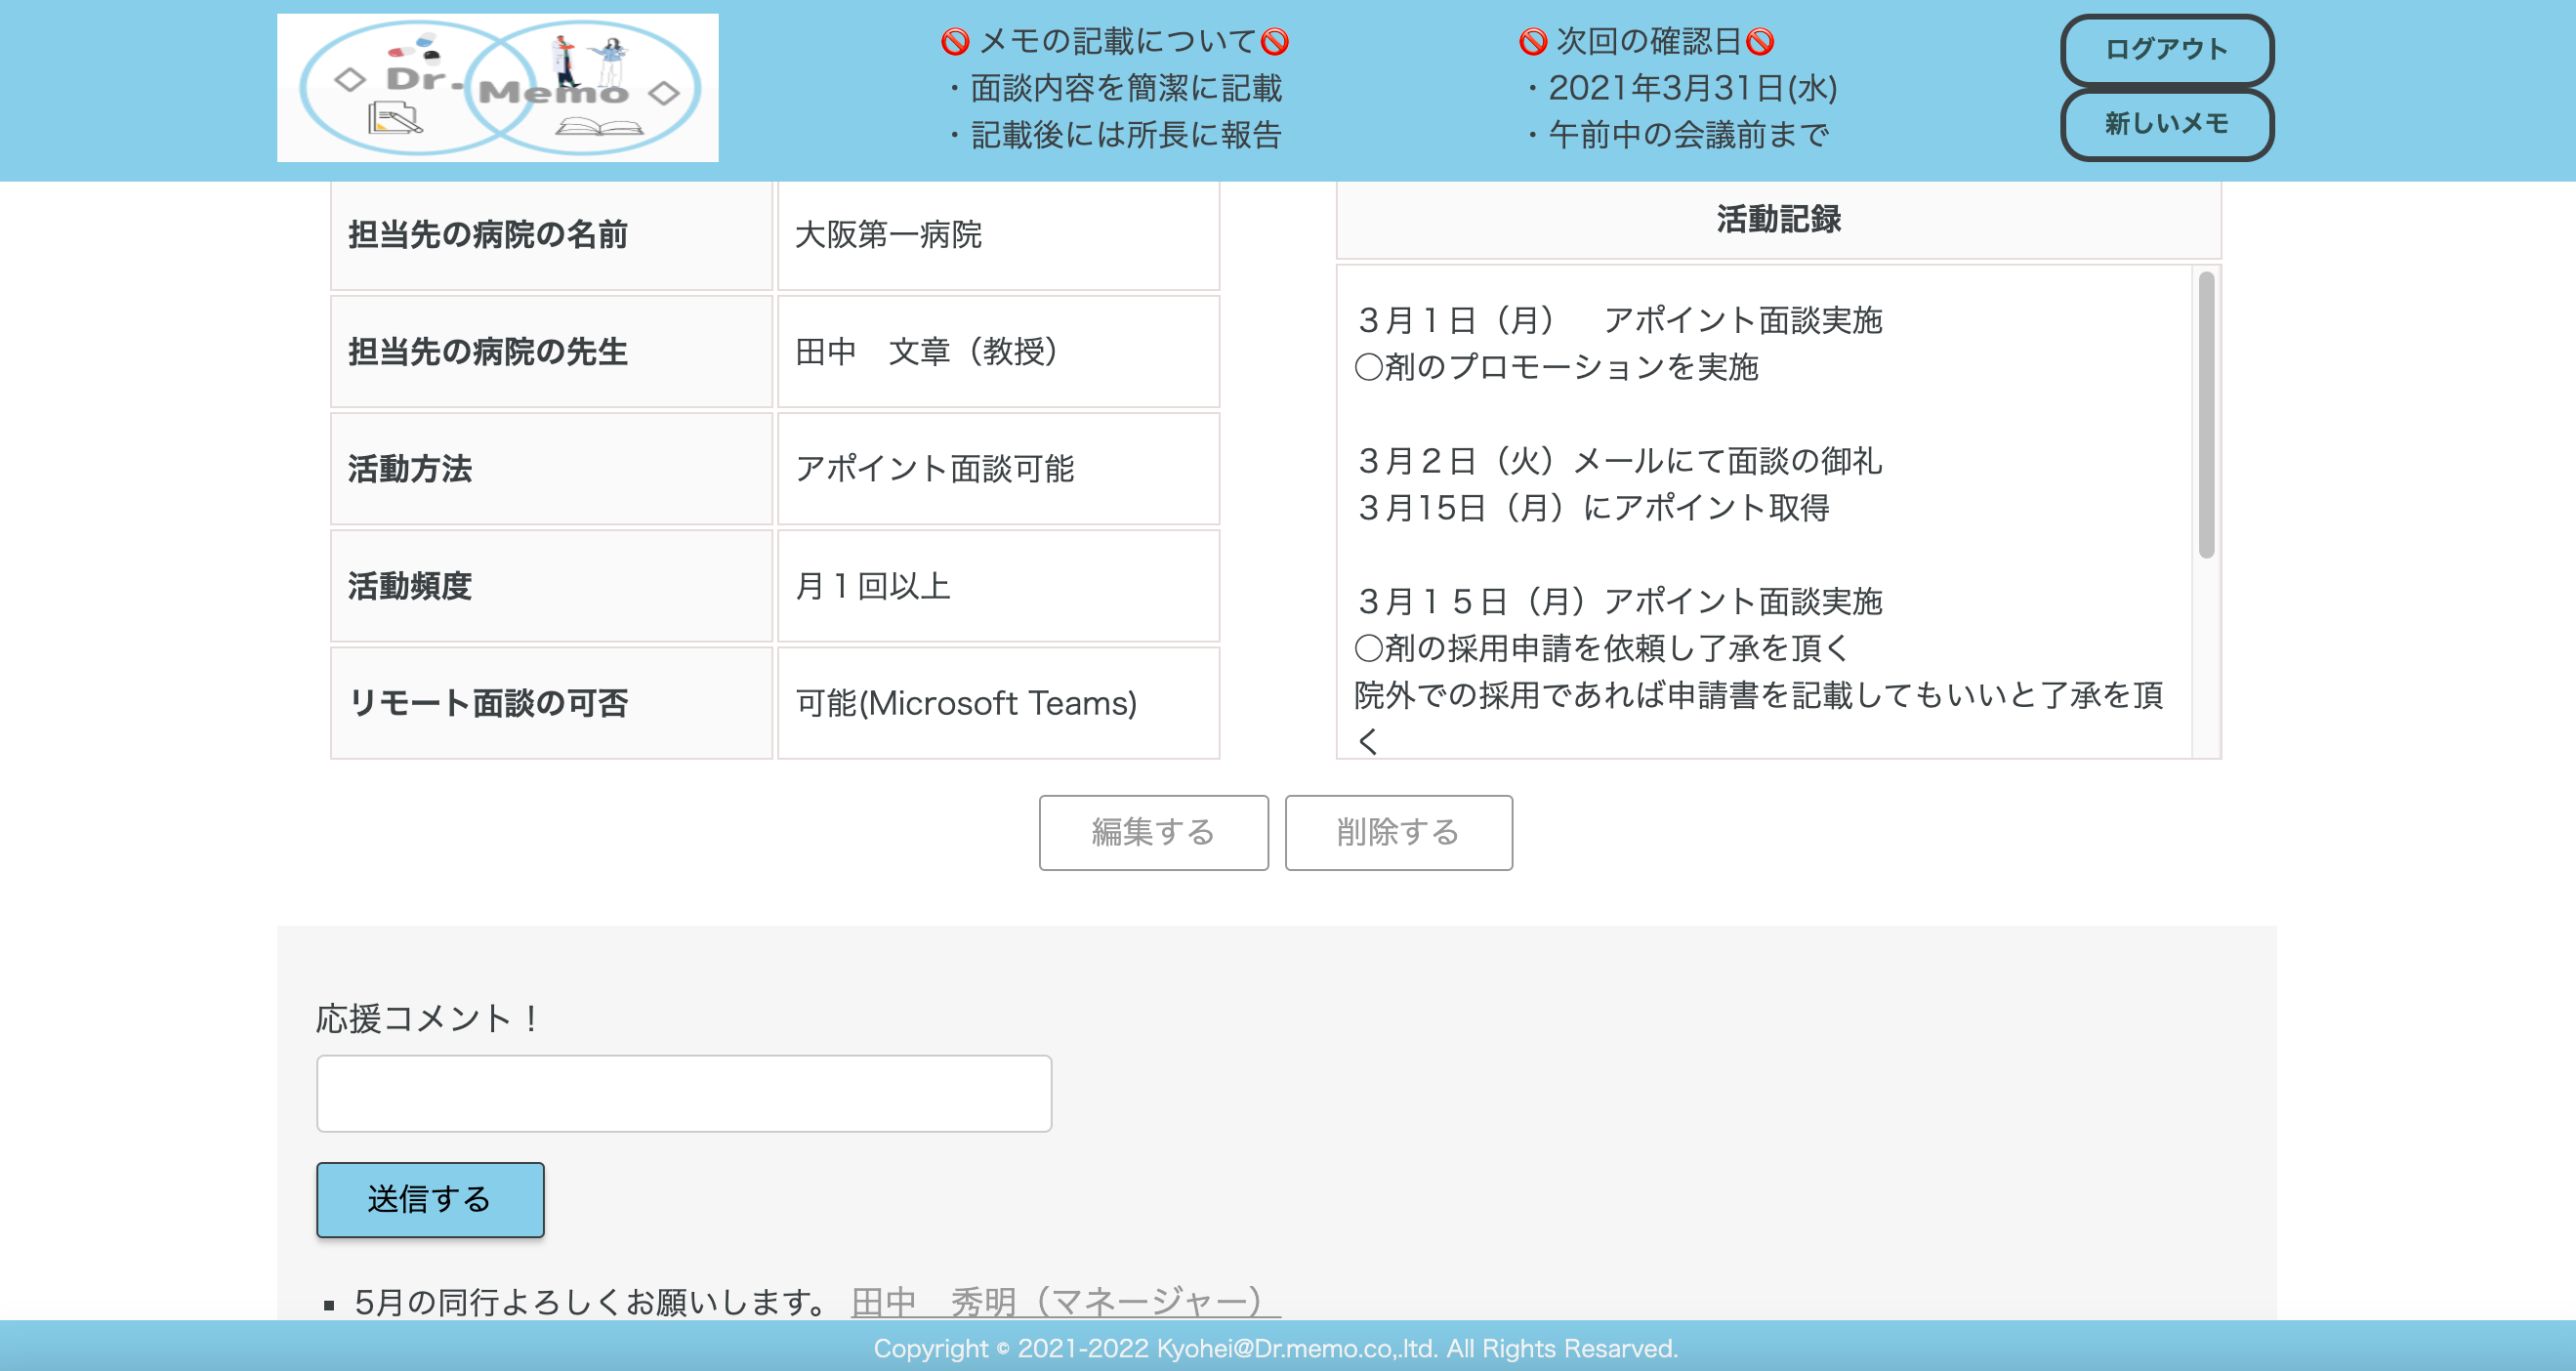 ◇ Dr. Memo ◇
🚫 メモの記載について🚫
・面談内容を簡潔に記載
・記載後には所長に報告
🚫 次回の確認日🚫
・2021年3月31日(水)
・午前中の会議前まで
ログアウト
新しいメモ
担当先の病院の名前 大阪第一病院
担当先の病院の先生 田中　文章（教授）
活動方法 アポイント面談可能
活動頻度 月１回以上
リモート面談の可否 可能(Microsoft Teams)
活動記録
３月１日（月）　アポイント面談実施
○剤のプロモーションを実施
３月２日（火）メールにて面談の御礼
３月15日（月）にアポイント取得
３月１５日（月）アポイント面談実施
○剤の採用申請を依頼し了承を頂く
院外での採用であれば申請書を記載してもいいと了承を頂
く
編集する 削除する
応援コメント！
送信する
▪ 5月の同行よろしくお願いします。 田中　秀明（マネージャー）
Copyright © 2021-2022 Kyohei@Dr.memo.co,.ltd. All Rights Resarved.